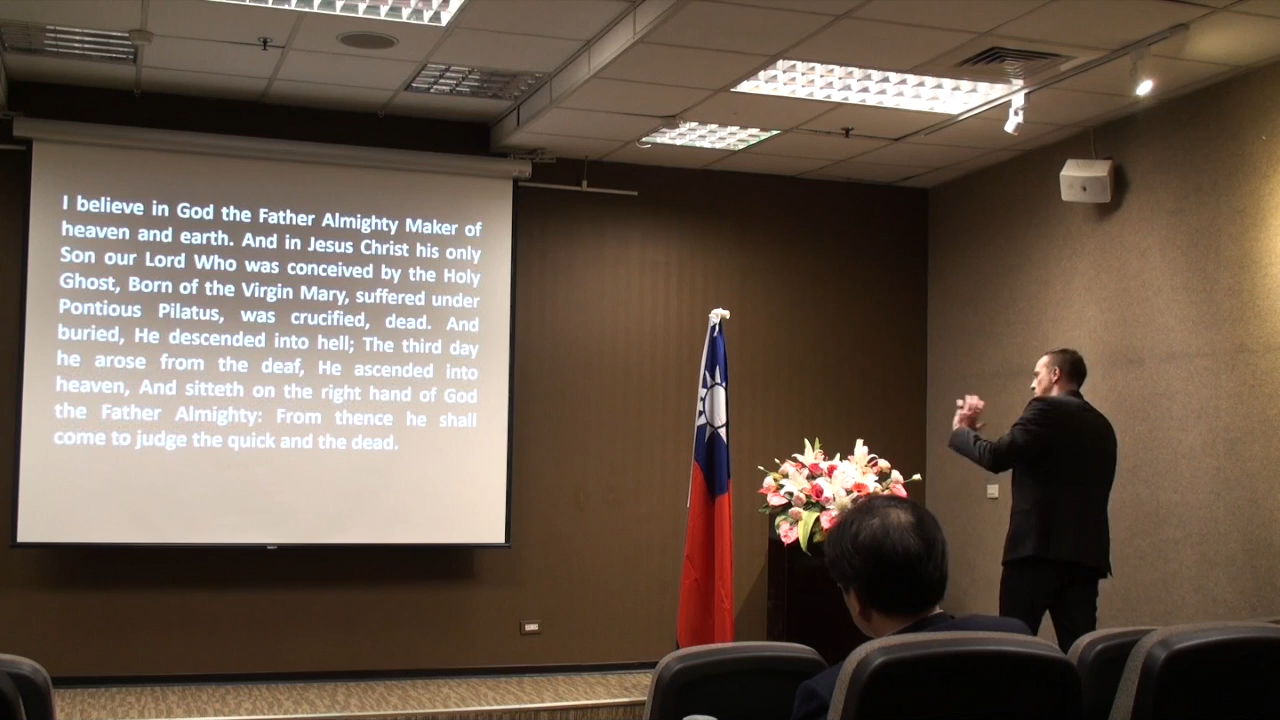 I believe in God the Father Almighty Maker of
heaven and earth. And in Jesus Christ his only
Son our Lord Who was conceived by the Holy
Ghost, Born of the Virgin Mary, suffered under
Pontious Pilatus, was crucified, dead. And
buried, He descended into hell; The third day
he arose from the deaf, He ascended into
heaven, And sitteth on the right hand of God
the Father Almighty: From thence he shall
come to judge the quick and the dead.